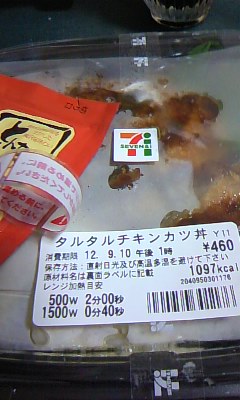 7
SEVENELEVEN
タルタルチキンカツ丼 Y11
¥460
消費期限 12. 9.10 午後 1時
保存方法：直射日光及び高温多湿を避けて下さい
原材料名は裏面ラベルに記載
1097kcal
レンジ加熱目安
2040950301176
500W 2分00秒
1500W 0分40秒